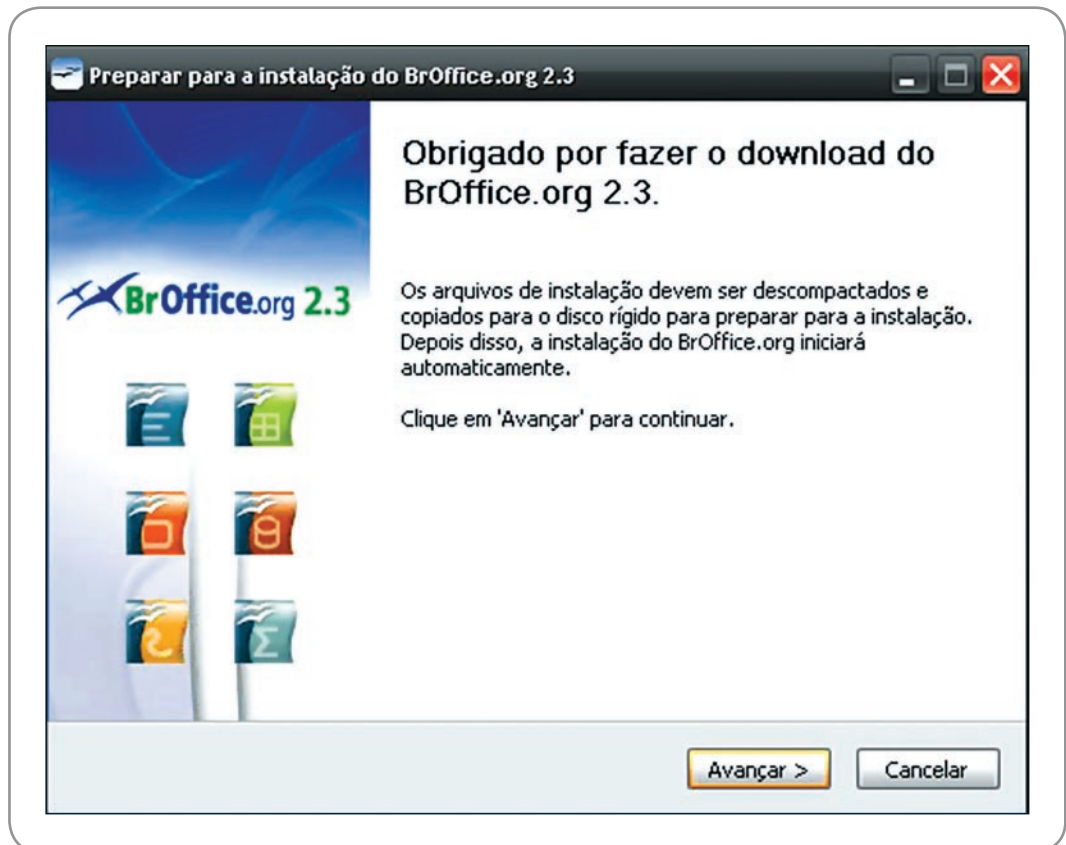 Preparar para a instalação do BrOffice.org 2.3
Obrigado por fazer o download do
BrOffice.org 2.3.
BrOffice.org 2.3
Os arquivos de instalação devem ser descompactados e
copiados para o disco rígido para preparar para a instalação.
Depois disso, a instalação do BrOffice.org iniciará
automaticamente.
Clique em 'Avançar' para continuar.
Avançar >
Cancelar